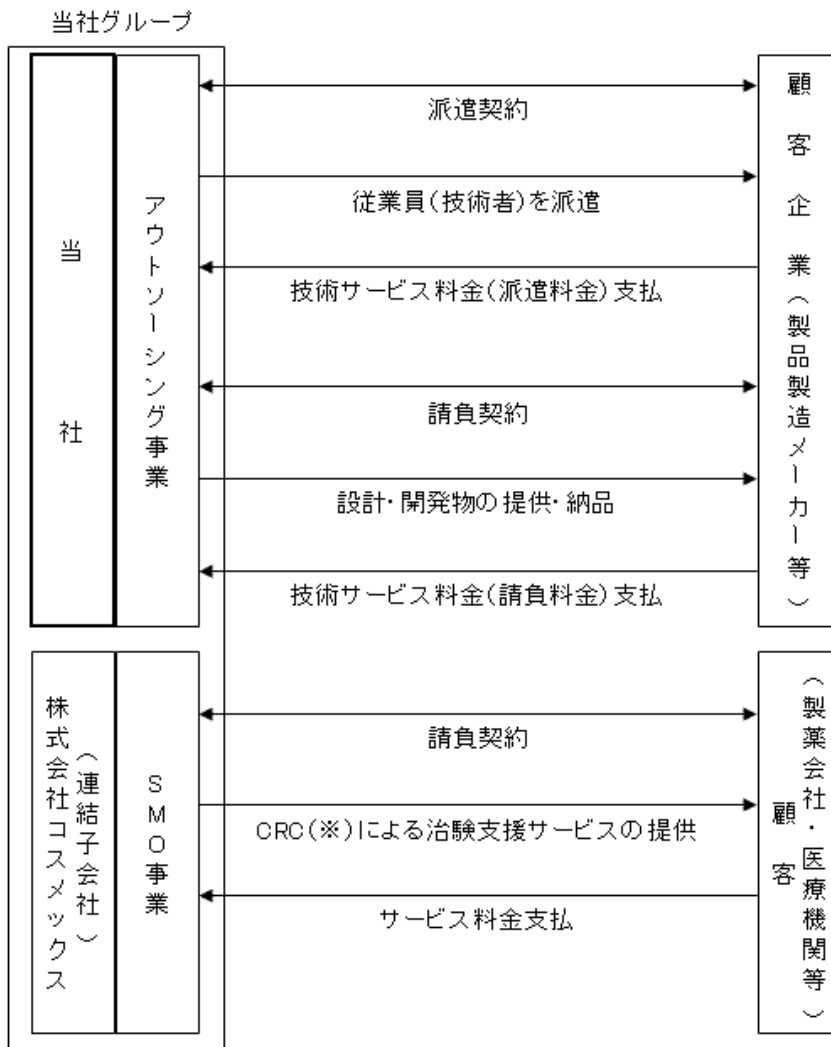 当社グループ
当社
アウトソーシング事業
派遣契約
従業員(技術者)を派遣
技術サービス料金(派遣料金)支払
請負契約
設計・開発物の提供・納品
技術サービス料金(請負料金)支払
顧客企業(製品製造メーカー等)
株式会社コスメックス
(連結子会社)
SMO事業
請負契約
CRC(※)による治験支援サービスの提供
サービス料金支払
(製薬会社・医療機関等)
顧客